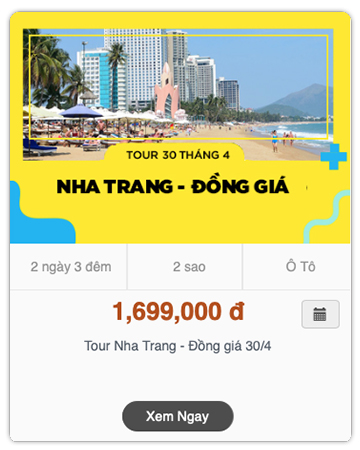 TOUR 30 THÁNG 4
NHA TRANG - ĐỒNG GIÁ
2 ngày 3 đêm
2 sao
Ô Tô
1,699,000 đ
Tour Nha Trang - Đồng giá 30/4
Xem Ngay